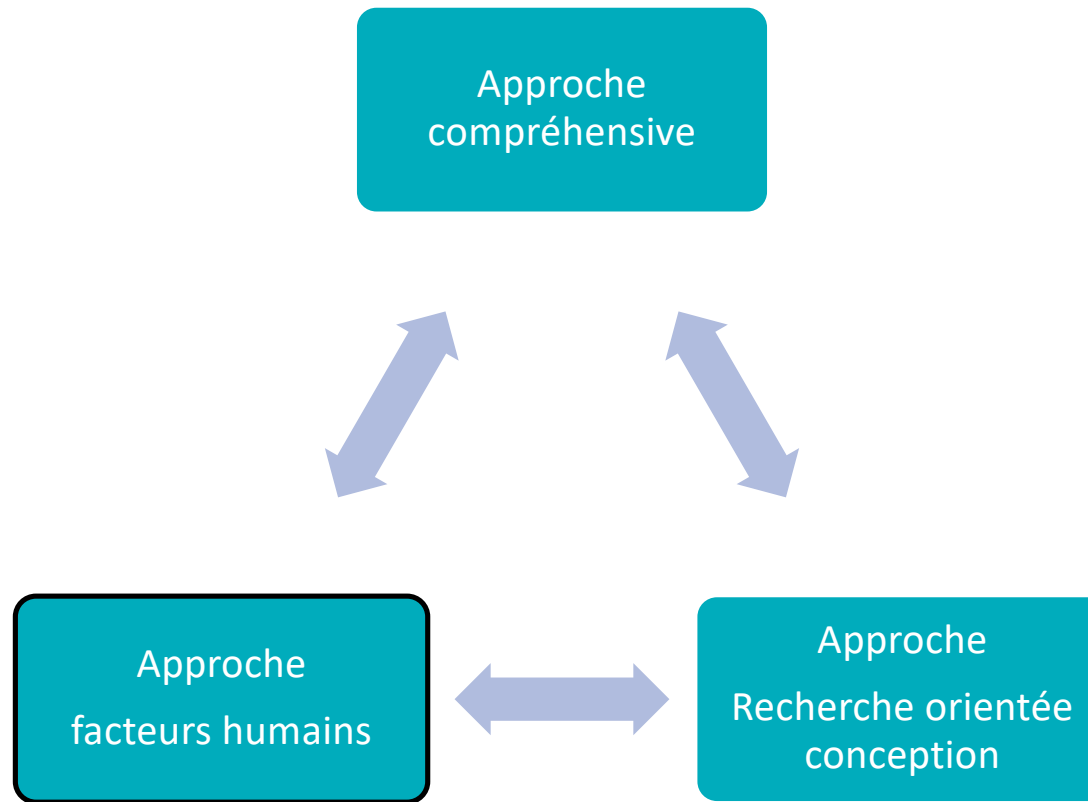 Approche
compréhensive
Approche
facteurs humains
Approche
Recherche orientée
conception